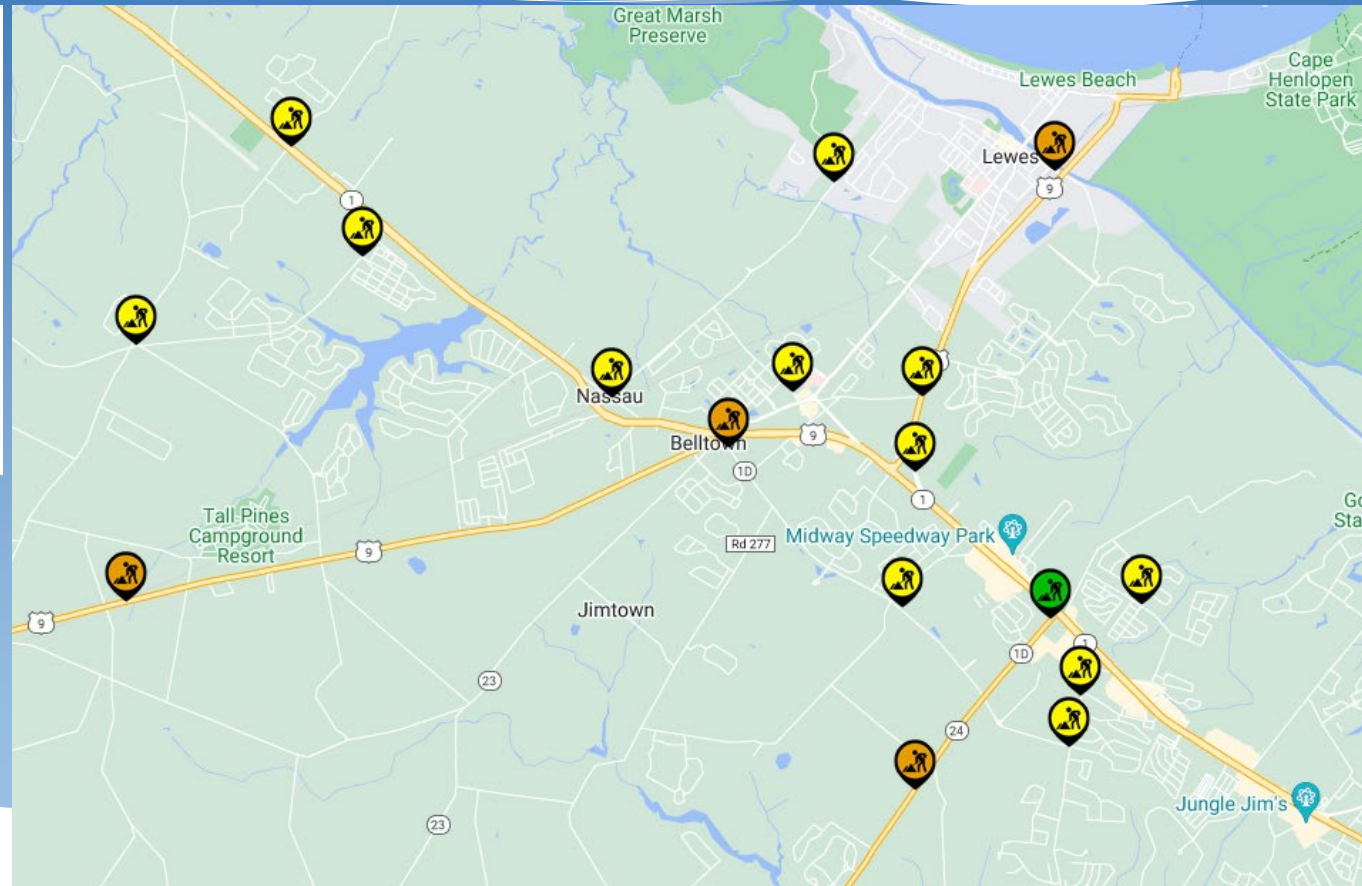 Great Marsh
Preserve
Cape
Henlopen
State Park
Lewes Beach
Lewes
9
1
Nassau
Belltown
9
1D
1
Tall Pines
Campground
Resort
9
Rd 277
Midway Speedway Park
Jimtown
9
1D
1
23
24
Jungle Jim's
23